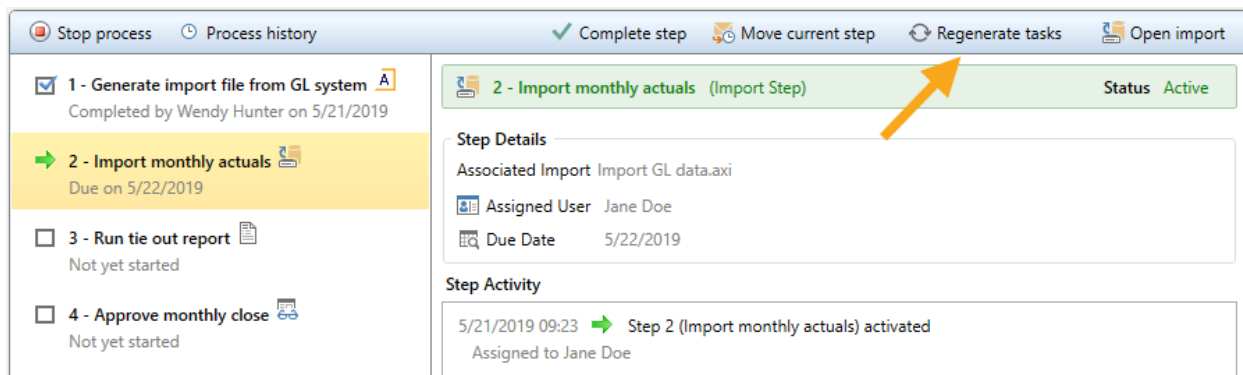 Stop process Process history Complete step Move current step Regenerate tasks Open import
1 - Generate import file from GL system A
Completed by Wendy Hunter on 5/21/2019
2 - Import monthly actuals
Due on 5/22/2019
3 - Run tie out report
Not yet started
4 - Approve monthly close
Not yet started
2 - Import monthly actuals (Import Step) Status Active
Step Details
Associated Import Import GL data.axi
Assigned User Jane Doe
Due Date 5/22/2019
Step Activity
5/21/2019 09:23 Step 2 (Import monthly actuals) activated
Assigned to Jane Doe